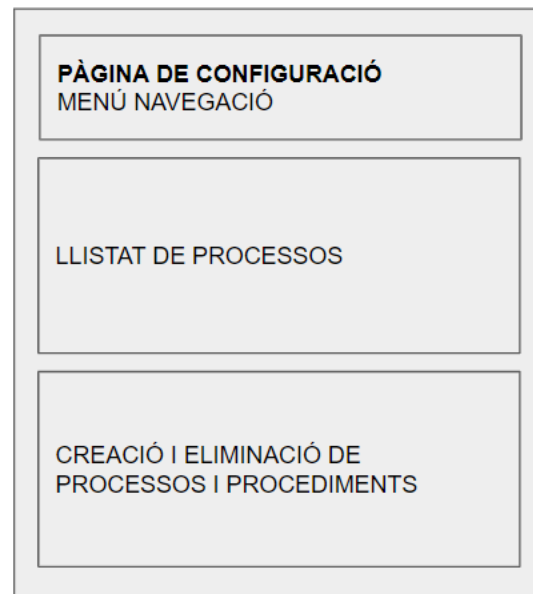 PÀGINA DE CONFIGURACIÓ
MENÚ NAVEGACIÓ
LLISTAT DE PROCESSOS
CREACIÓ I ELIMINACIÓ DE
PROCESSOS I PROCEDIMENTS